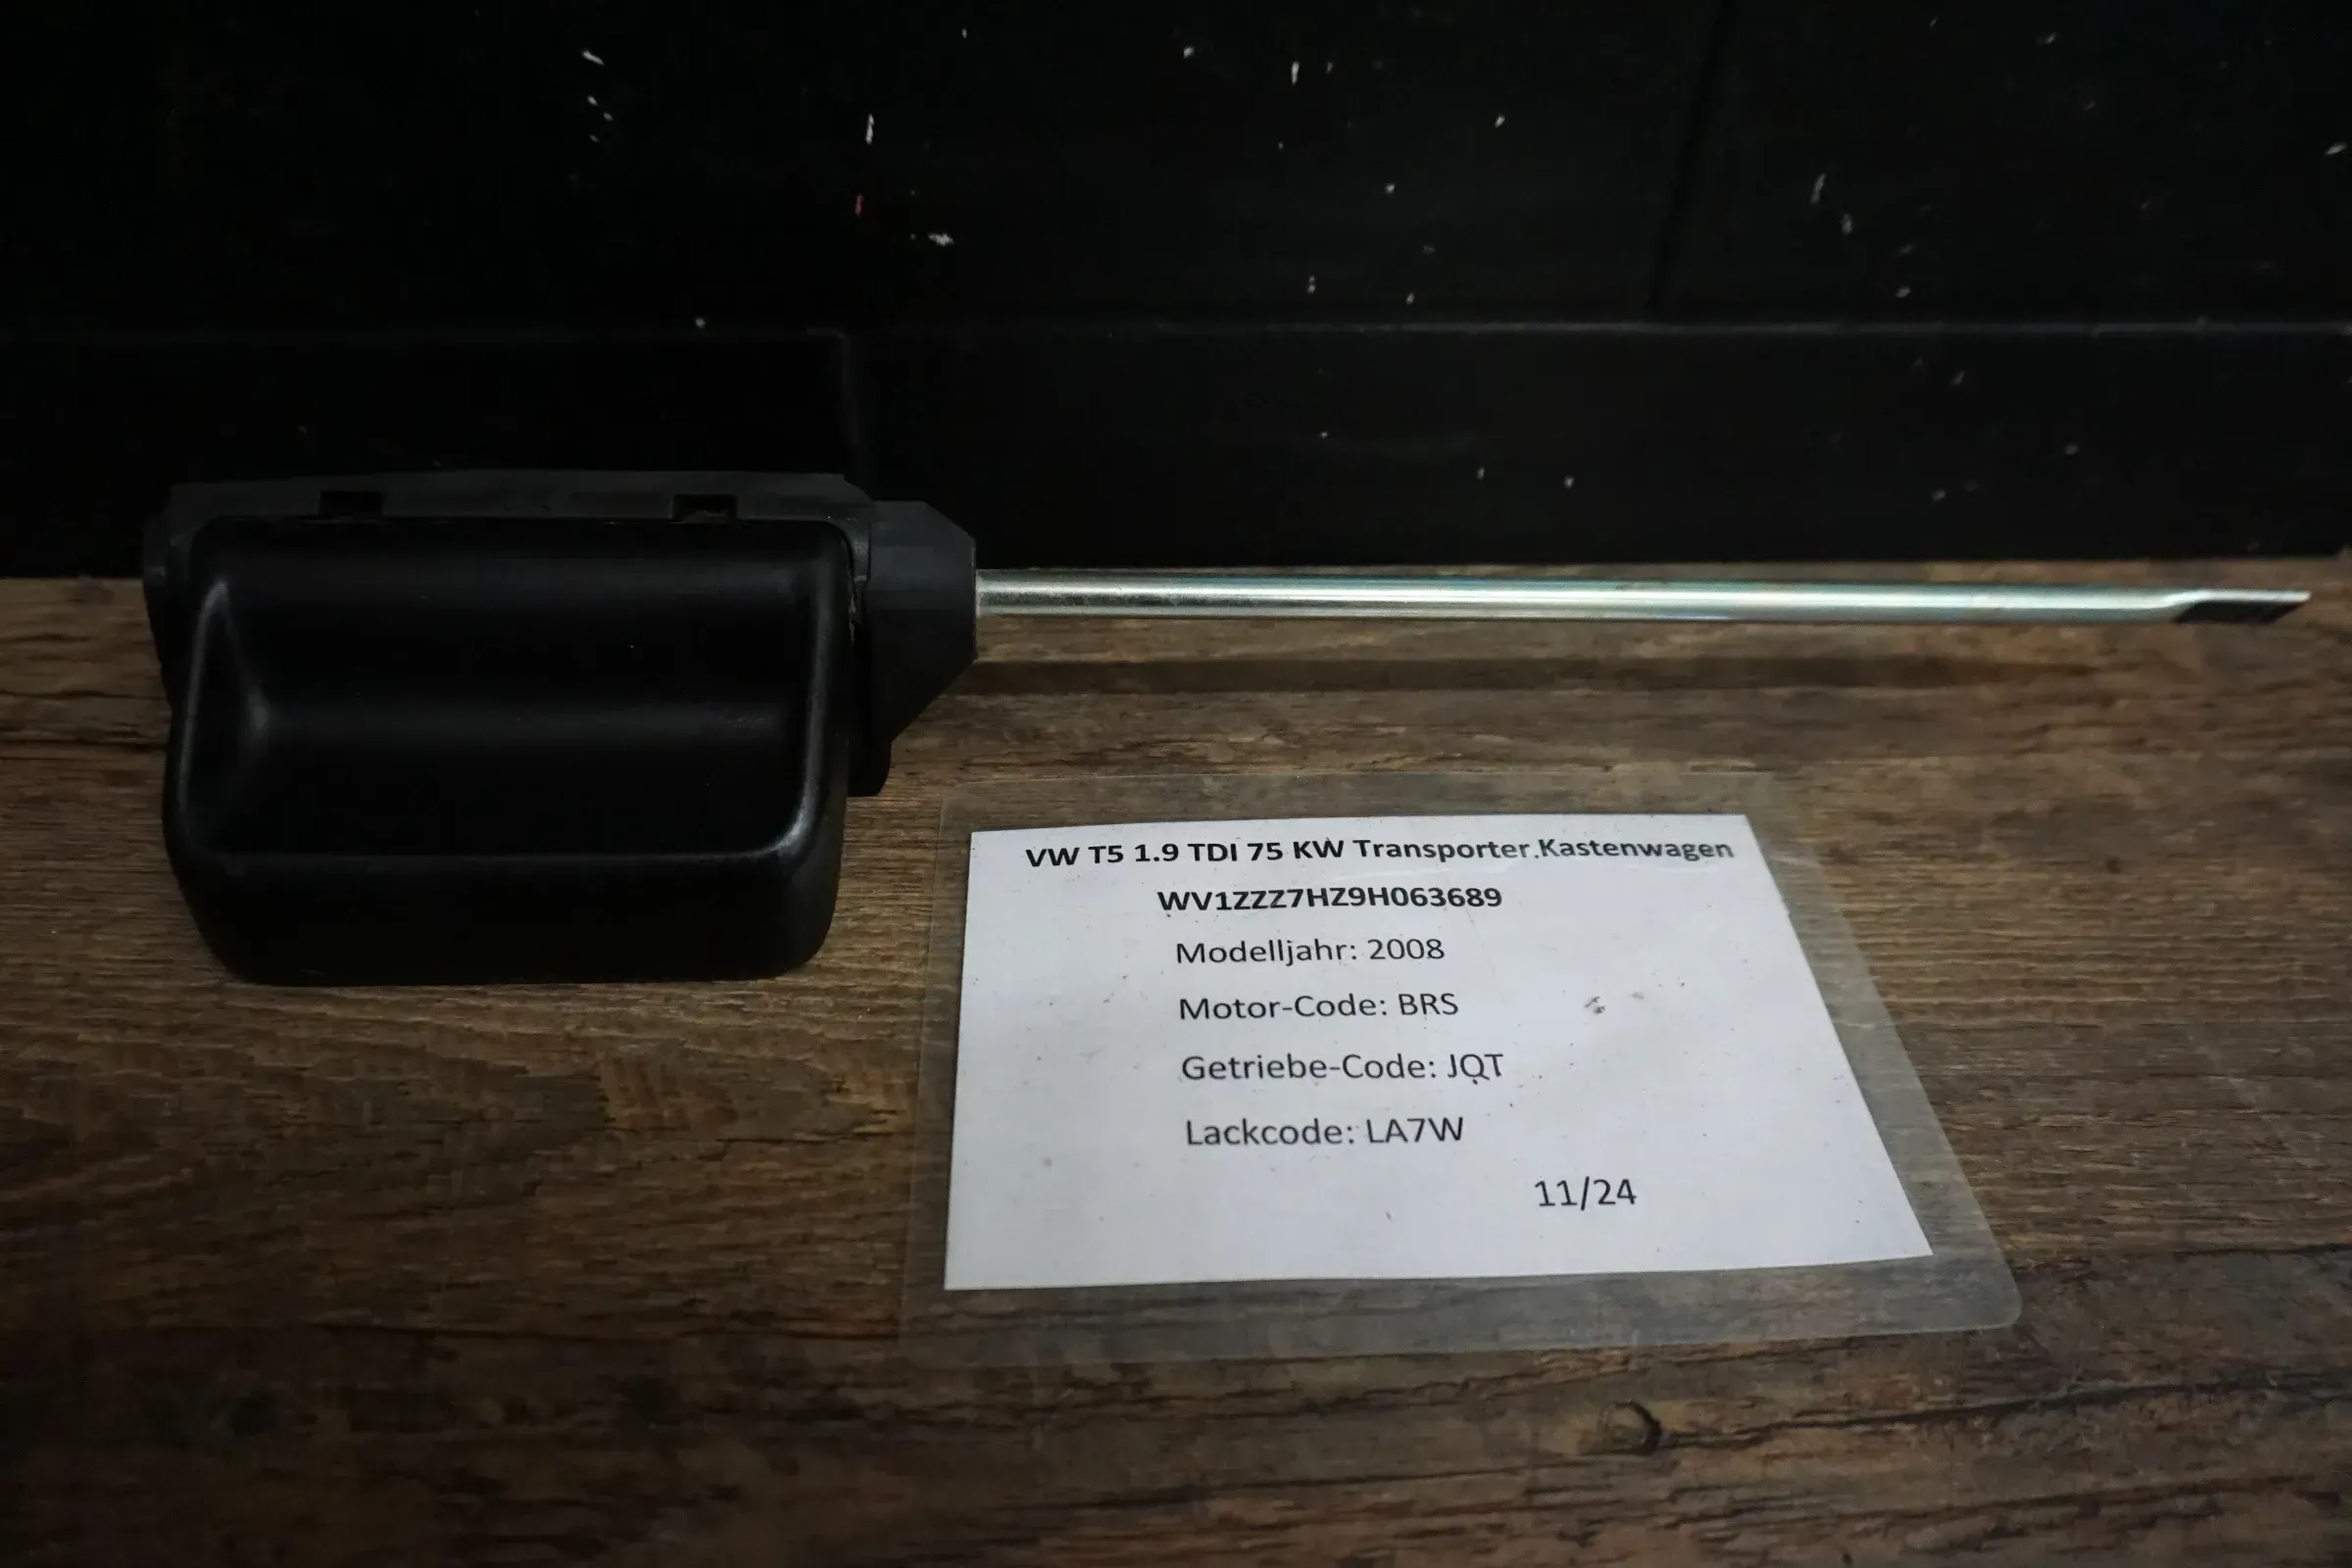 VW T5 1.9 TDI 75 KW Transporter Kastenwagen
WV1ZZZ7HZ9H063689
Modelljahr: 2008
Motor-Code: BRS
Getriebe-Code: JQT
Lackcode: LA7W
11/24